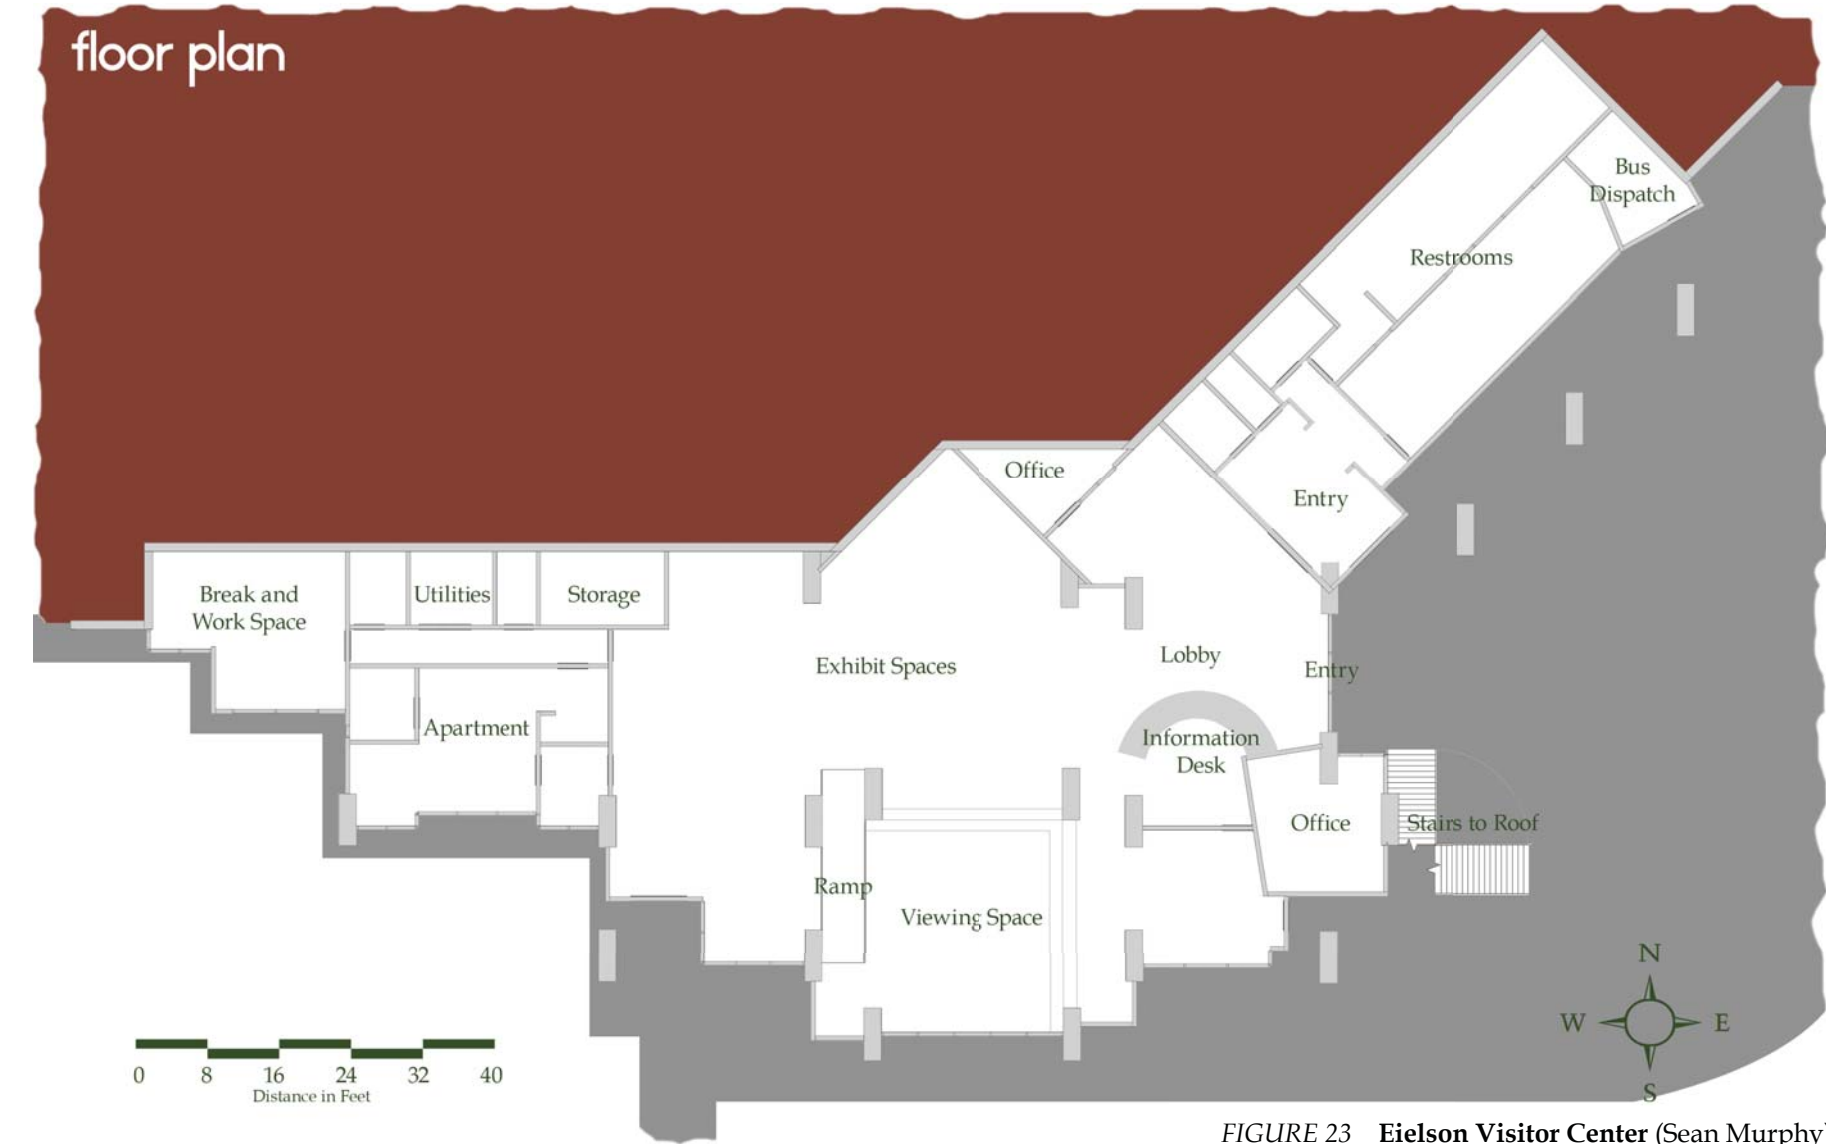 floor plan
Bus
Dispatch
Restrooms
Office
Entry
Break and
Work Space
Utilities
Storage
Lobby
Exhibit Spaces
Entry
Apartment
Information
Desk
Office
Stairs to Roof
Ramp
Viewing Space
N
W
E
S
0 8 16 24 32 40
Distance in Feet
FIGURE 23 Eielson Visitor Center (Sean Murphy)